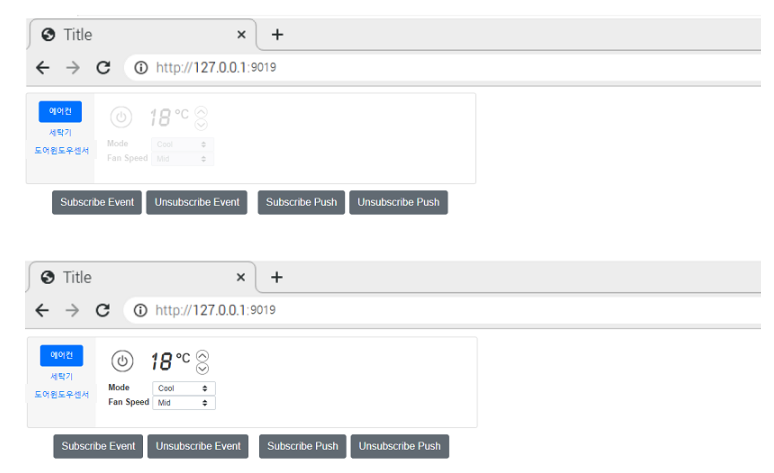 Title × +
http://127.0.0.1:9019
에어컨
18 °C
세탁기
Mode Cool
도어윈도우센서
Fan Speed Mid
Subscribe Event Unsubscribe Event Subscribe Push Unsubscribe Push
Title × +
http://127.0.0.1:9019
에어컨
18 °C
세탁기
Mode Cool
도어윈도우센서
Fan Speed Mid
Subscribe Event Unsubscribe Event Subscribe Push Unsubscribe Push